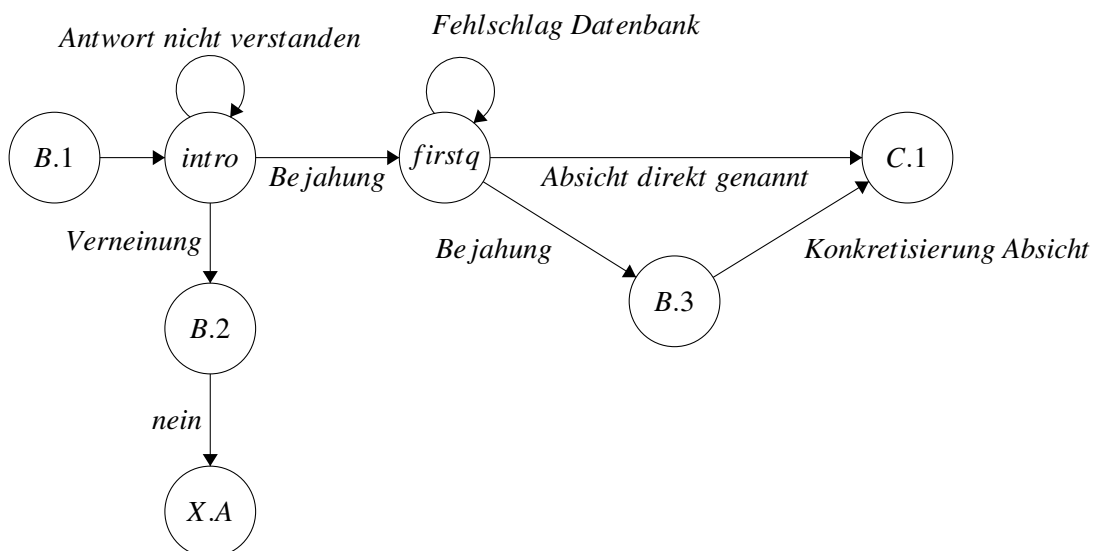 Antwort nicht verstanden
Fehlschlag Datenbank
B.1
intro
Bejahung
firstq
Absicht direkt genannt
C.1
Verneinung
Bejahung
Konkretisierung Absicht
B.3
B.2
nein
X.A